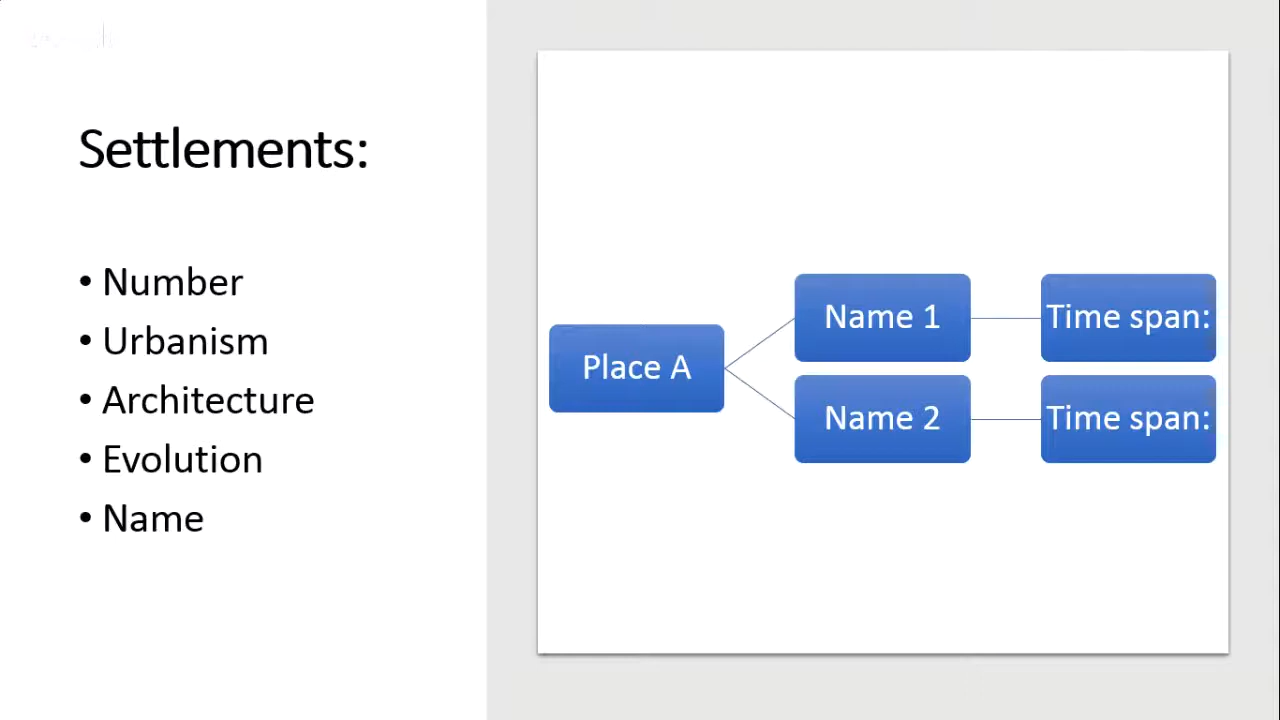 Settlements:
• Number
• Urbanism
• Architecture
• Evolution
• Name
Place A
Name 1
Time span:
Name 2
Time span: